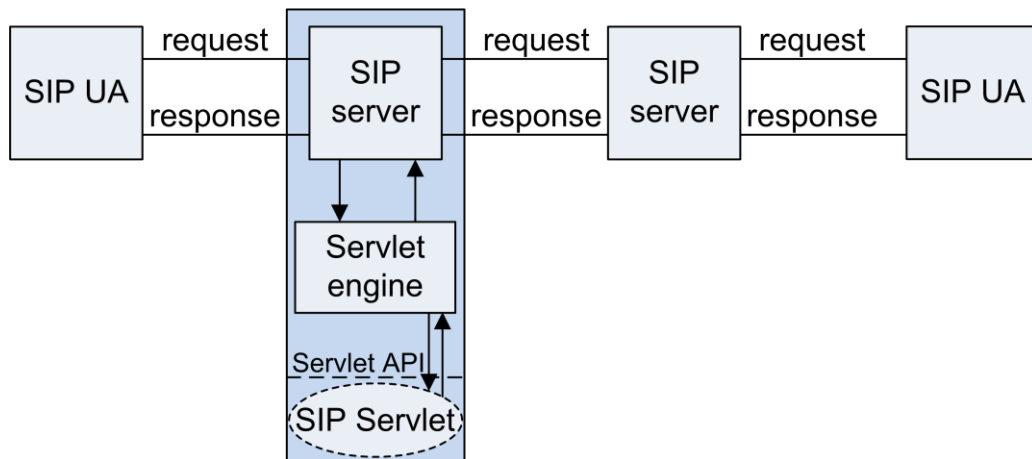 request
request
request
SIP UA
SIP
server
SIP
server
SIP UA
response
response
response
Servlet
engine
Servlet API
SIP Servlet